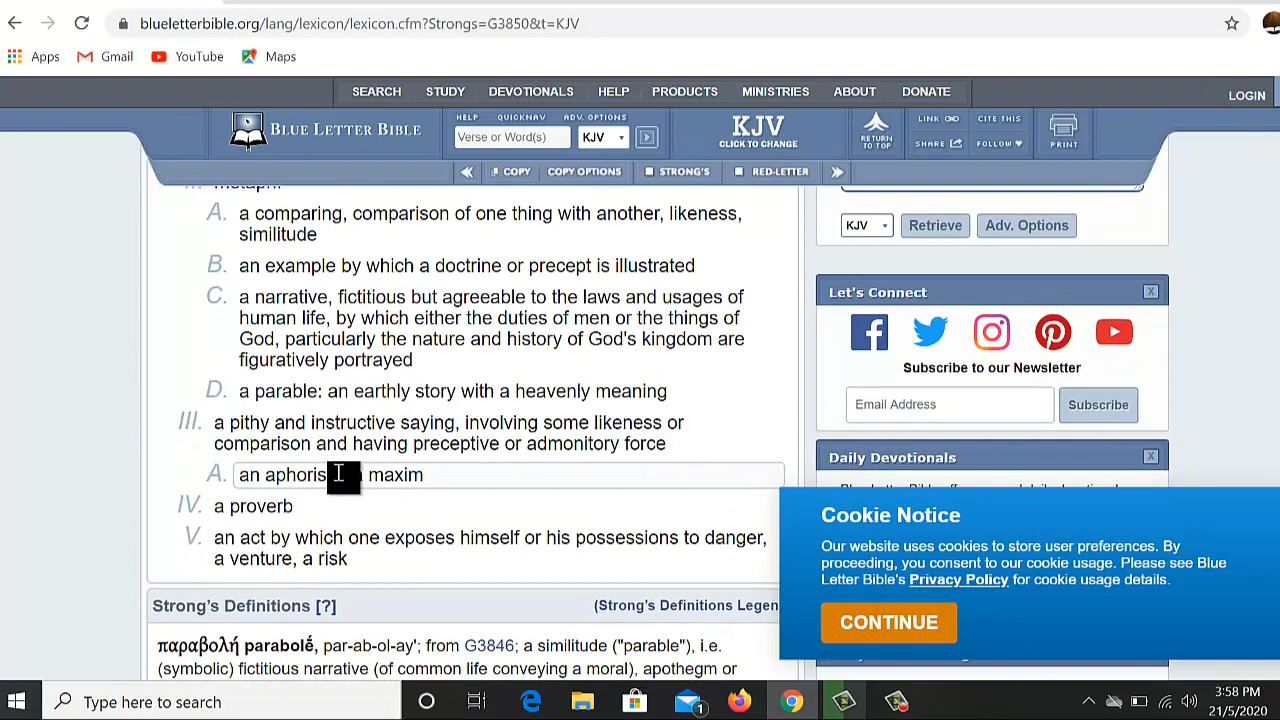 blueletterbible.org/lang/lexicon/lexicon.cfm?Strongs=G3850&t=KJV
Apps Gmail YouTube Maps
SEARCH STUDY DEVOTIONALS HELP PRODUCTS MINISTRIES ABOUT DONATE
LOGIN
HELP QUICKNAV ADV. OPTIONS
BLUE LETTER BIBLE
Verse or Word(s) KJV
KJV
CLICK TO CHANGE
RETURN
TO TOP
LINK CITE THIS
SHARE FOLLOW
PRINT
COPY COPY OPTIONS STRONG'S RED-LETTER
A. a comparing, comparison of one thing with another, likeness,
similitude
B. an example by which a doctrine or precept is illustrated
C. a narrative, fictitious but agreeable to the laws and usages of
human life, by which either the duties of men or the things of
God, particularly the nature and history of God's kingdom are
figuratively portrayed
D. a parable: an earthly story with a heavenly meaning
III. a pithy and instructive saying, involving some likeness or
comparison and having preceptive or admonitory force
A. an aphoris maxim
IV. a proverb
V. an act by which one exposes himself or his possessions to danger,
a venture, a risk
Strong's Definitions [?] (Strong's Definitions Legen
παραβολή parabolḗ, par-ab-ol-ay'; from G3846; a similitude ("parable"), i.e.
(symbolic) fictitious narrative (of common life conveying a moral), apothegm or
KJV Retrieve Adv. Options
Let's Connect X
Subscribe to our Newsletter
Email Address Subscribe
Daily Devotionals X
Cookie Notice
Our website uses cookies to store user preferences. By
proceeding, you consent to our cookie usage. Please see Blue
Letter Bible's Privacy Policy for cookie usage details.
CONTINUE
Type here to search
1
3:58 PM
21/5/2020